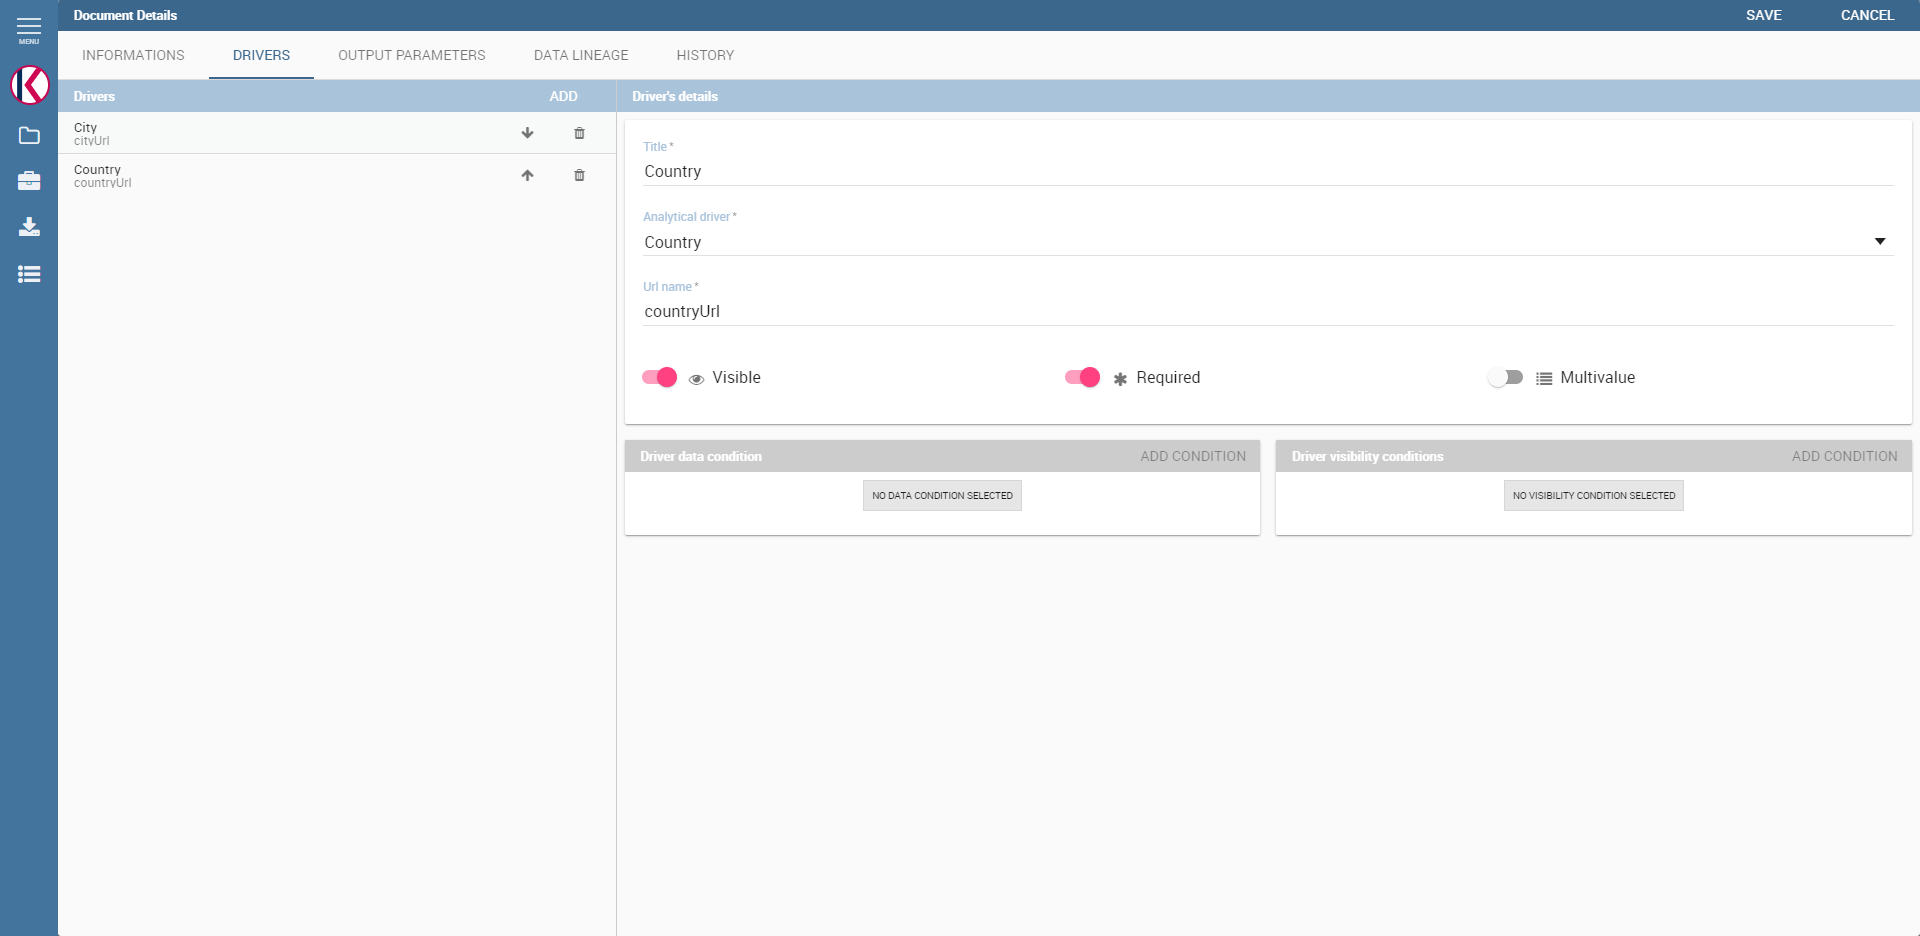 Document Details
SAVE
CANCEL
MENU
INFORMATIONS
DRIVERS
OUTPUT PARAMETERS
DATA LINEAGE
HISTORY
Drivers
ADD
City
cityUrl
Country
countryUrl
Driver's details
Title *
Country
Analytical driver *
Country
Url name *
countryUrl
Visible
Required
Multivalue
Driver data condition
ADD CONDITION
NO DATA CONDITION SELECTED
Driver visibility conditions
ADD CONDITION
NO VISIBILITY CONDITION SELECTED